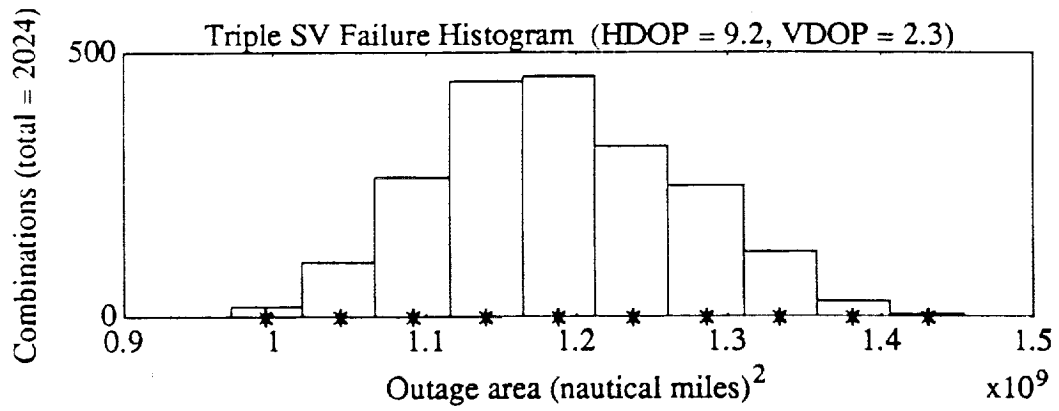 Triple SV Failure Histogram (HDOP = 9.2, VDOP = 2.3)
Combinations (total = 2024)
500
0
0.9 1 1.1 1.2 1.3 1.4 1.5
Outage area (nautical miles)2 x109